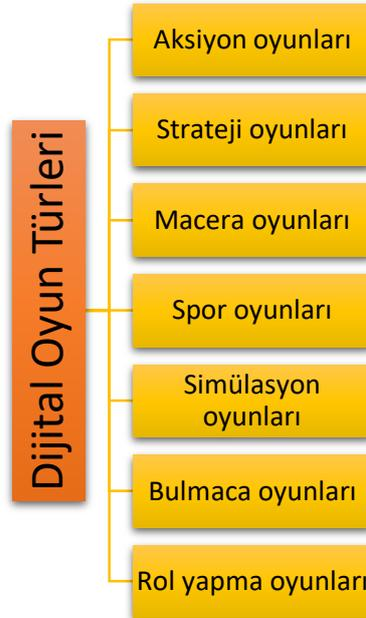 Dijital Oyun Türleri
Aksiyon oyunları
Strateji oyunları
Macera oyunları
Spor oyunları
Simülasyon
oyunları
Bulmaca oyunları
Rol yapma oyunları